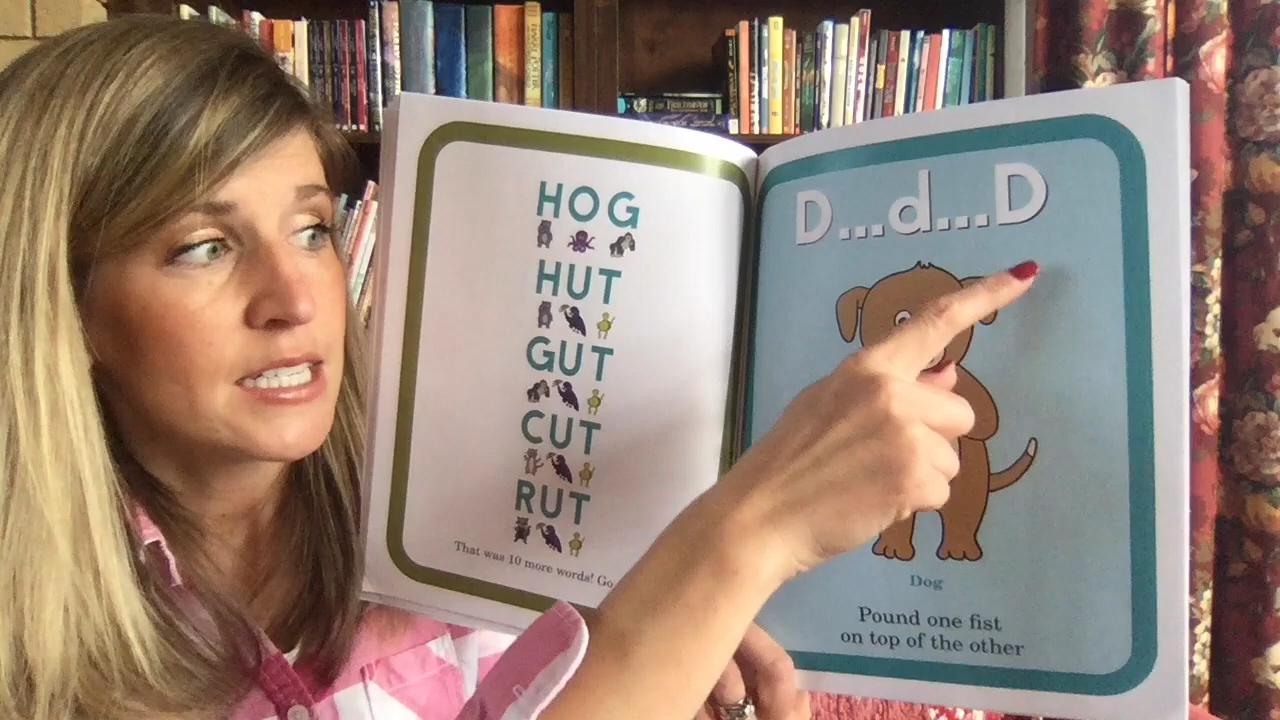 HOG
HUT
GUT
CUT
RUT
That was 10 more words! Go
D...d...D
Dog
Pound one fist
on top of the other